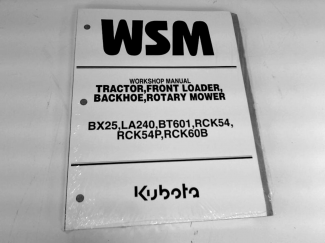 WSM
WORKSHOP MANUAL
TRACTOR,FRONT LOADER,
BACKHOE,ROTARY MOWER
BX25,LA240,BT601,RCK54,
RCK54P,RCK60B
Kubota